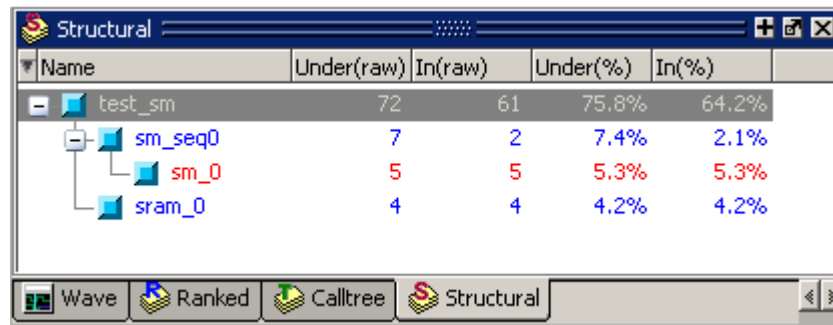 Structural
Name Under(raw) In(raw) Under(%) In(%)
test_sm 72 61 75.8% 64.2%
sm_seq0 7 2 7.4% 2.1%
sm_0 5 5 5.3% 5.3%
sram_0 4 4 4.2% 4.2%
Wave Ranked Calltree Structural